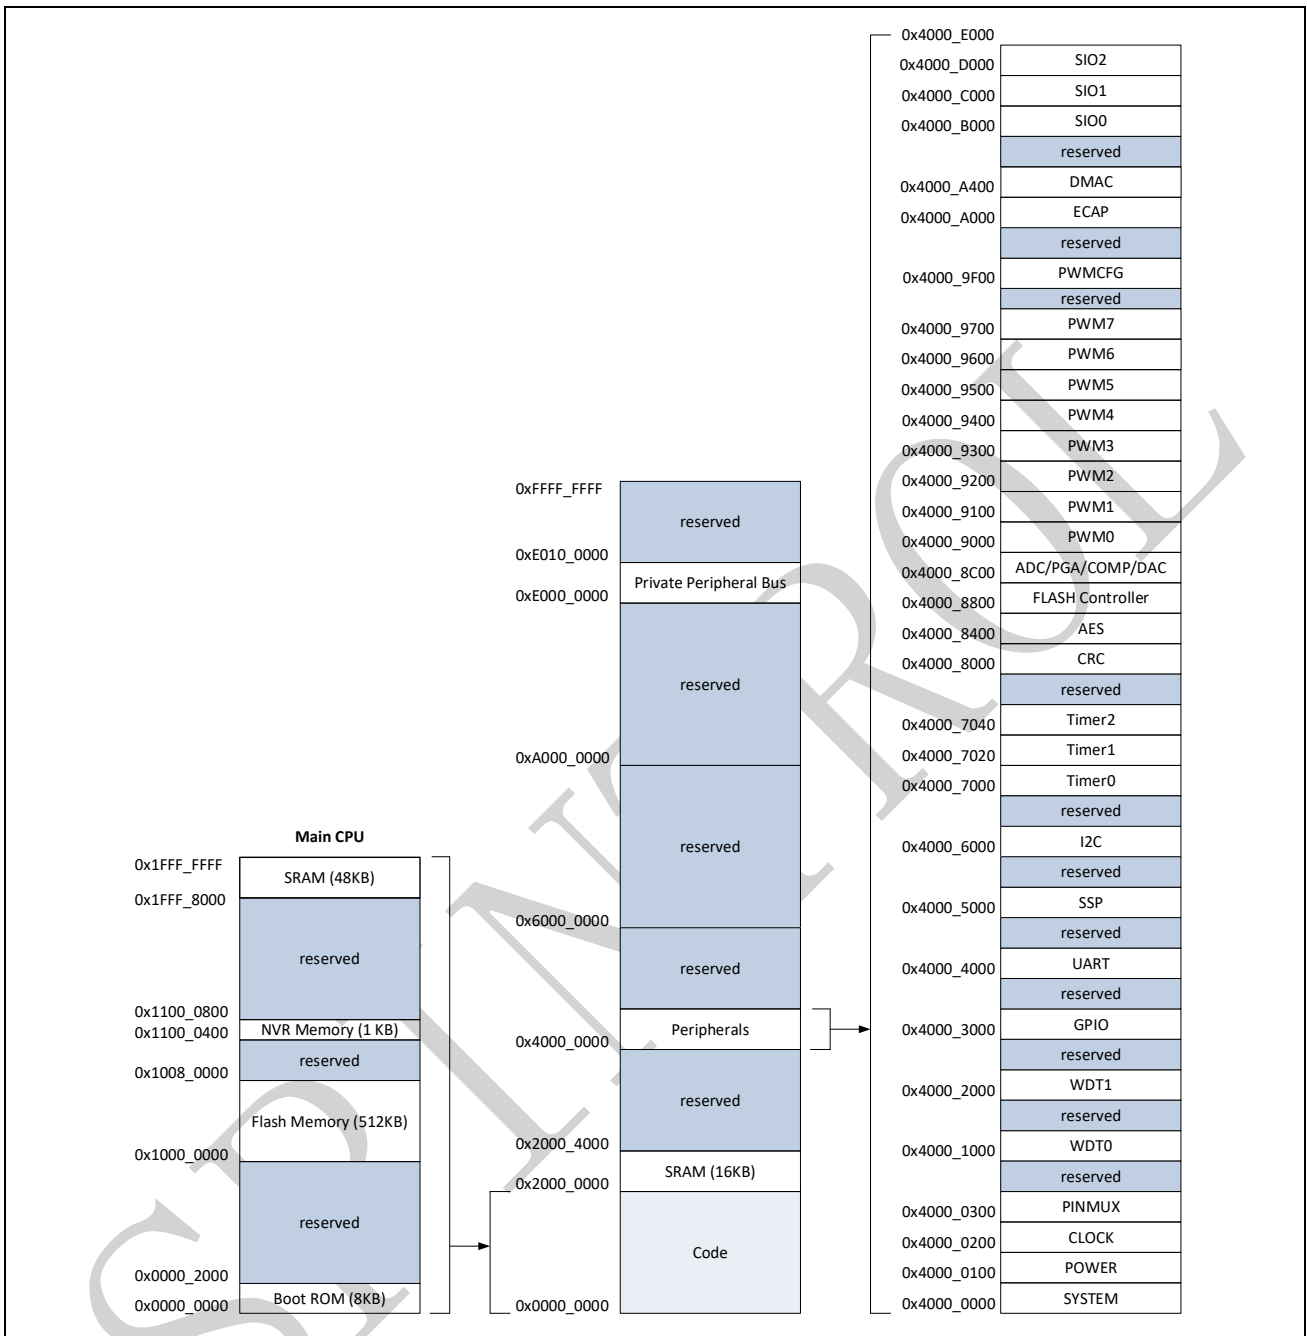 Main CPU
0x1FFF_FFFF
SRAM (48KB)
0x1FFF_8000
reserved
0x1100_0800
NVR Memory (1 KB)
0x1100_0400
reserved
0x1008_0000
Flash Memory (512KB)
0x1000_0000
reserved
0x0000_2000
Boot ROM (8KB)
0x0000_0000
0xFFFF_FFFF
reserved
0xE010_0000
Private Peripheral Bus
0xE000_0000
reserved
0xA000_0000
reserved
0x6000_0000
reserved
Peripherals
0x4000_0000
reserved
0x2000_4000
SRAM (16KB)
0x2000_0000
Code
0x0000_0000
0x4000_E000
SIO2
0x4000_D000
SIO1
0x4000_C000
SIO0
0x4000_B000
reserved
DMAC
0x4000_A400
ECAP
0x4000_A000
reserved
PWMCFG
0x4000_9F00
reserved
PWM7
0x4000_9700
PWM6
0x4000_9600
PWM5
0x4000_9500
PWM4
0x4000_9400
PWM3
0x4000_9300
PWM2
0x4000_9200
PWM1
0x4000_9100
PWM0
0x4000_9000
ADC/PGA/COMP/DAC
0x4000_8C00
FLASH Controller
0x4000_8800
AES
0x4000_8400
CRC
0x4000_8000
reserved
Timer2
0x4000_7040
Timer1
0x4000_7020
Timer0
0x4000_7000
reserved
I2C
0x4000_6000
reserved
SSP
0x4000_5000
reserved
UART
0x4000_4000
reserved
GPIO
0x4000_3000
reserved
WDT1
0x4000_2000
reserved
WDT0
0x4000_1000
reserved
PINMUX
0x4000_0300
CLOCK
0x4000_0200
POWER
0x4000_0100
SYSTEM
0x4000_0000
SPINTROL